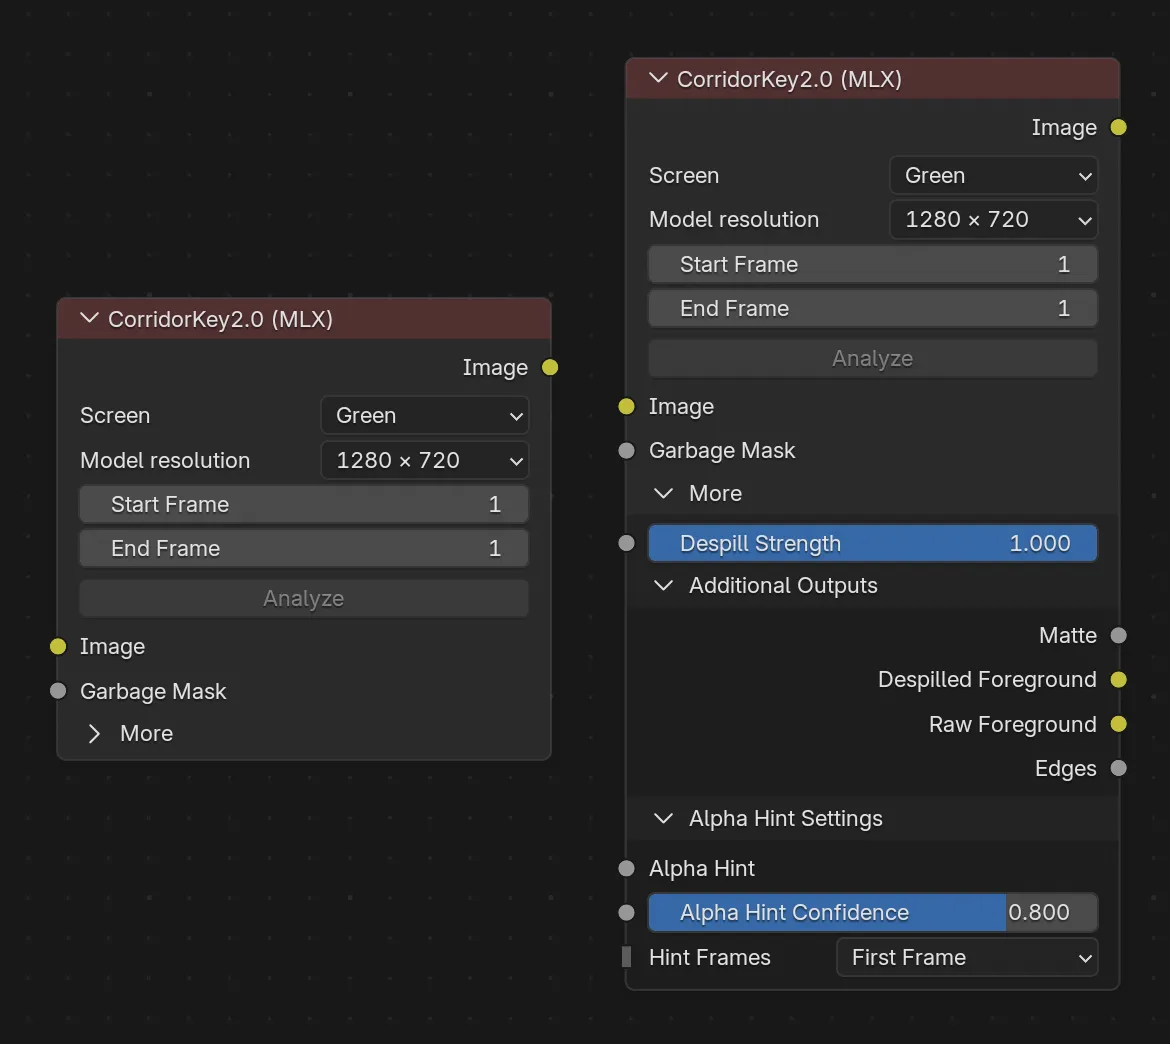 CorridorKey2.0 (MLX)
Image
Screen Green
Model resolution 1280 × 720
Start Frame 1
End Frame 1
Analyze
Image
Garbage Mask
More
CorridorKey2.0 (MLX)
Image
Screen Green
Model resolution 1280 × 720
Start Frame 1
End Frame 1
Analyze
Image
Garbage Mask
More
Despill Strength 1.000
Additional Outputs
Matte
Despilled Foreground
Raw Foreground
Edges
Alpha Hint Settings
Alpha Hint
Alpha Hint Confidence 0.800
Hint Frames First Frame